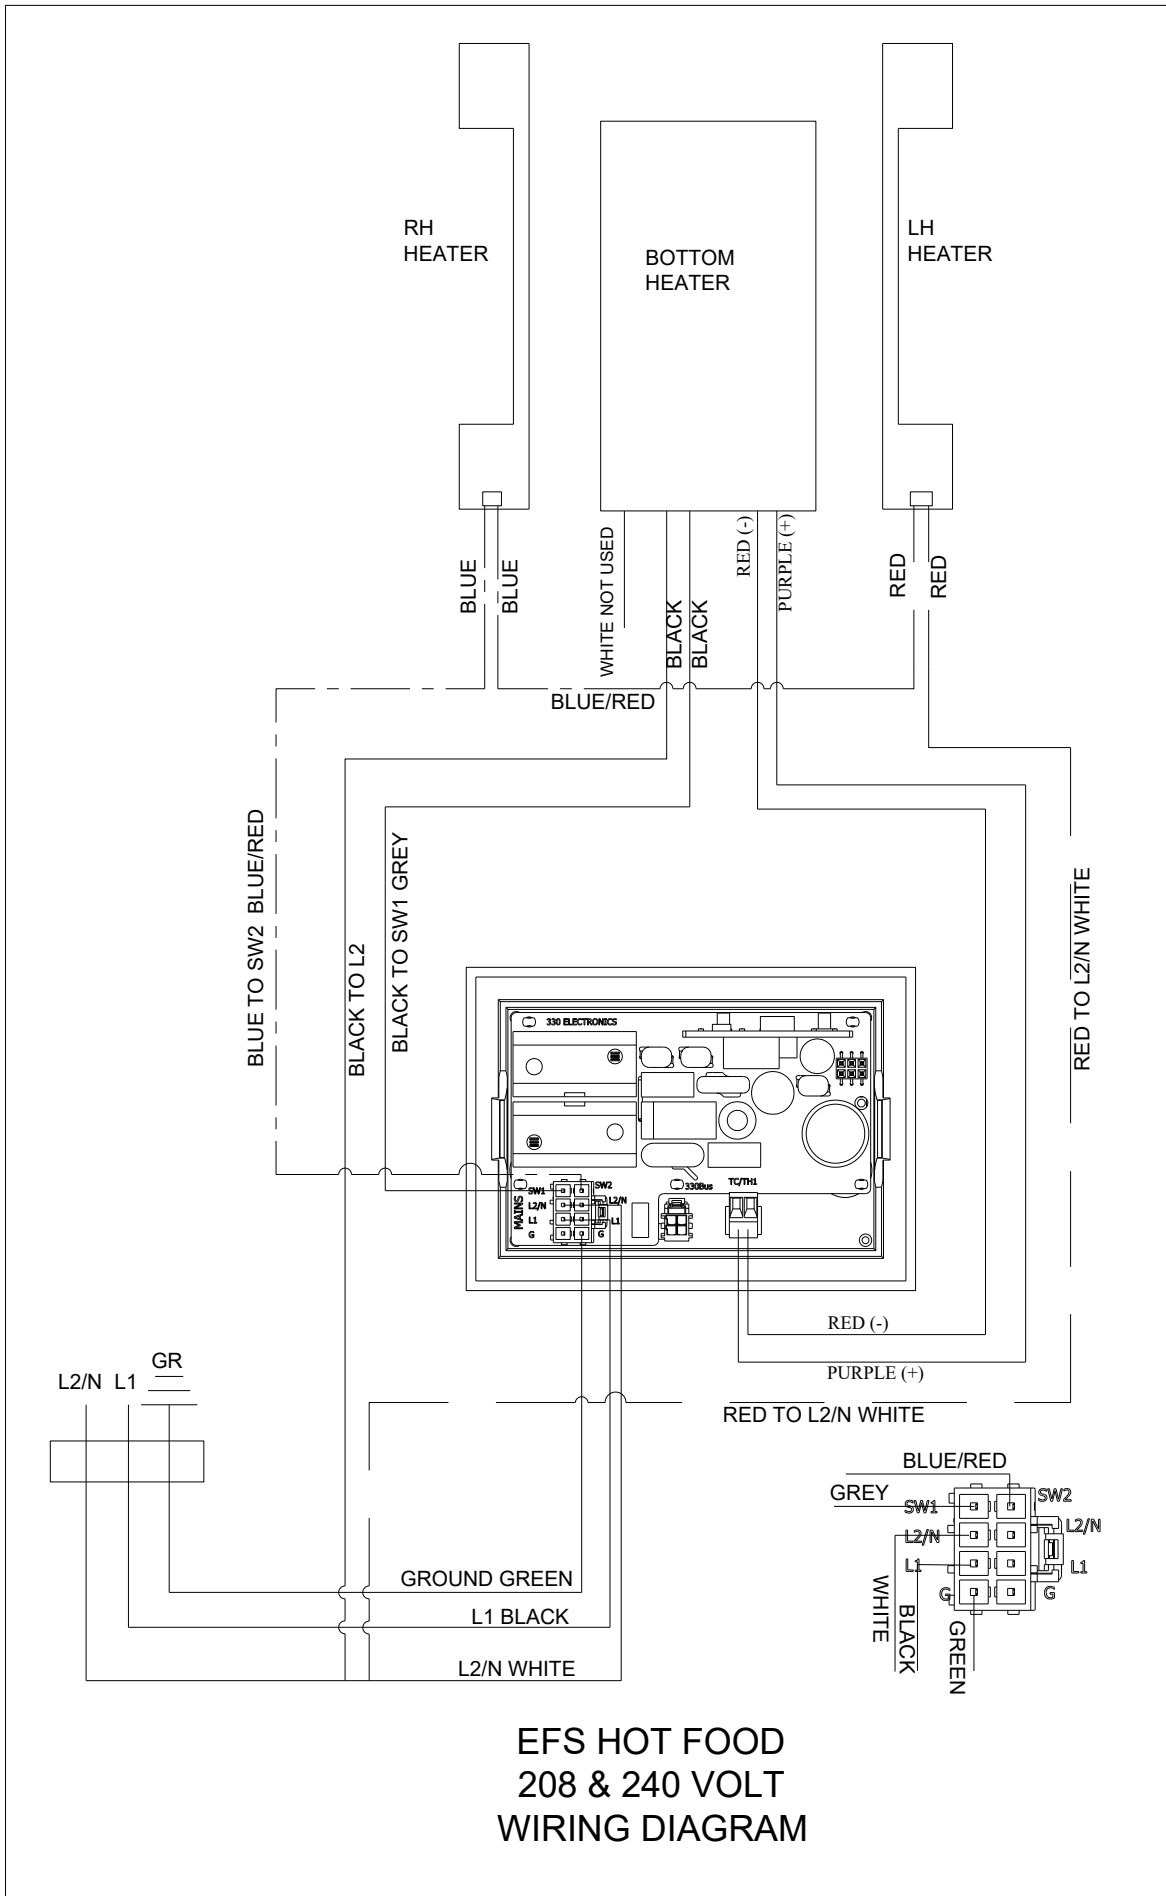 RH
HEATER
BOTTOM
HEATER
LH
HEATER
BLUE
BLUE
WHITE NOT USED
BLACK
BLACK
RED (-)
PURPLE (+)
RED
RED
BLUE/RED
BLUE TO SW2 BLUE/RED
BLACK TO L2
BLACK TO SW1 GREY
RED TO L2/N WHITE
330 ELECTRONICS
MAINS
SW1
SW2
L2/N
L2/N
L1
L1
G
G
330Bus
TC/TH1
RED (-)
PURPLE (+)
RED TO L2/N WHITE
L2/N
L1
GR
GROUND GREEN
L1 BLACK
L2/N WHITE
BLUE/RED
GREY
SW1
SW2
L2/N
L2/N
L1
L1
G
G
WHITE
BLACK
GREEN
EFS HOT FOOD
208 & 240 VOLT
WIRING DIAGRAM